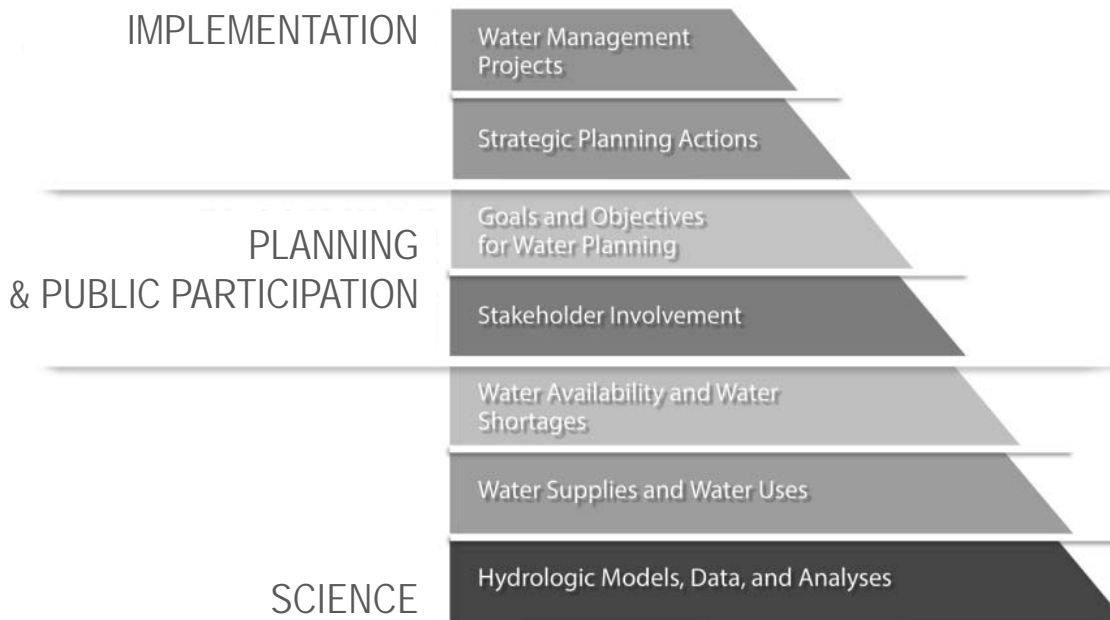 IMPLEMENTATION
Water Management
Projects
Strategic Planning Actions
PLANNING
& PUBLIC PARTICIPATION
Goals and Objectives
for Water Planning
Stakeholder Involvement
Water Availability and Water
Shortages
Water Supplies and Water Uses
SCIENCE
Hydrologic Models, Data, and Analyses